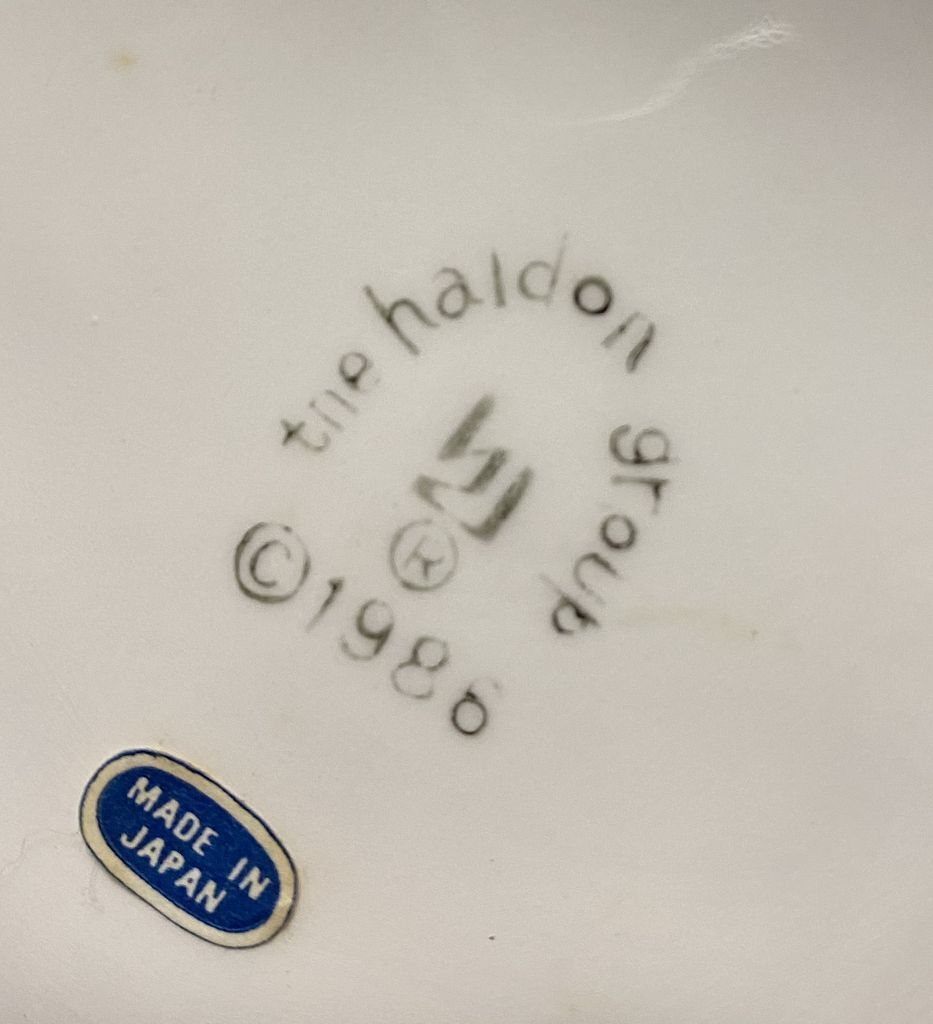 the haldon group
®
©1986
MADE IN
JAPAN